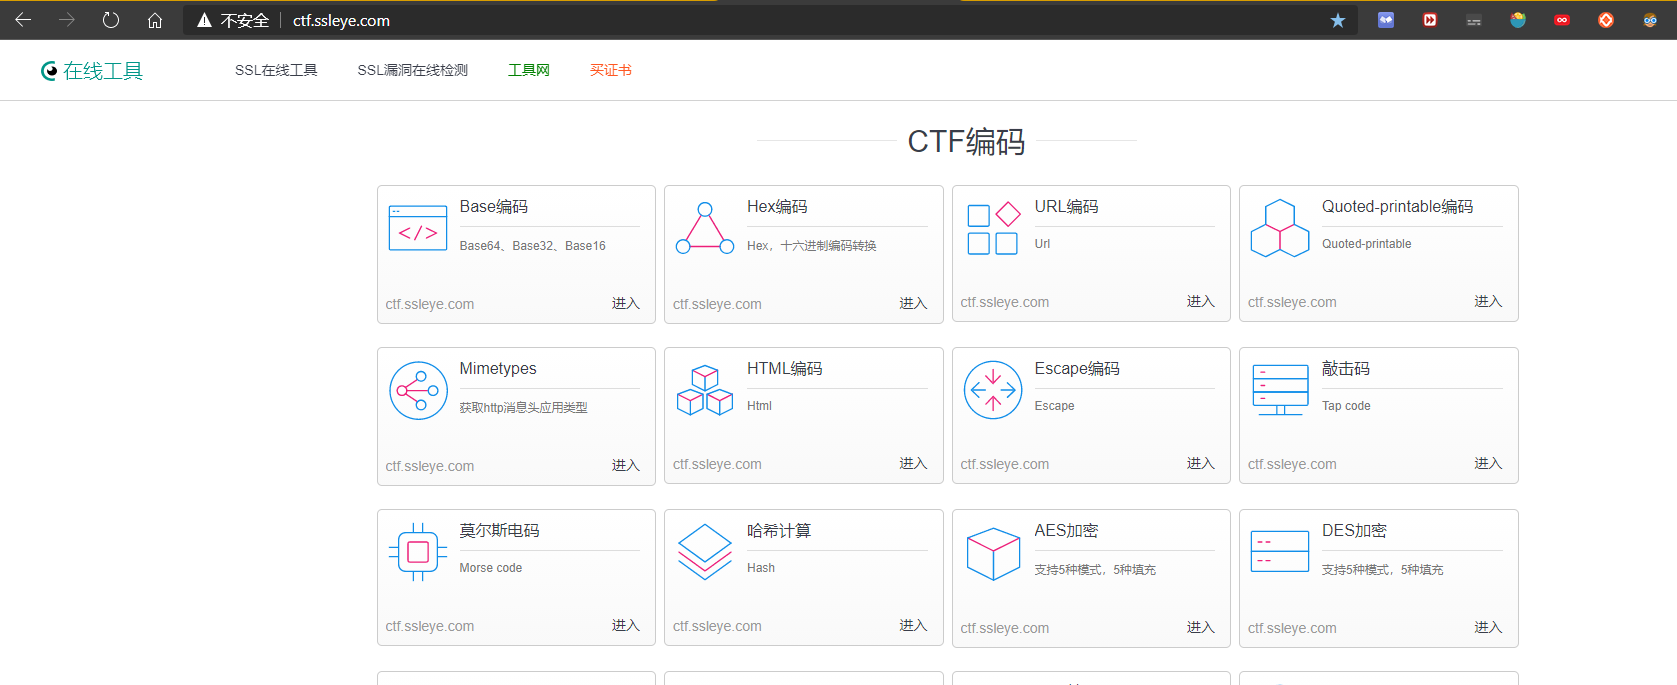 不安全 ctf.ssleye.com
在线工具 SSL在线工具 SSL漏洞在线检测 工具网 买证书
CTF编码
Base编码 Hex编码 URL编码 Quoted-printable编码
Base64、Base32、Base16 Hex，十六进制编码转换 Url Quoted-printable
ctf.ssleye.com 进入 ctf.ssleye.com 进入 ctf.ssleye.com 进入 ctf.ssleye.com 进入
Mimetypes HTML编码 Escape编码 敲击码
获取http消息头应用类型 Html Escape Tap code
ctf.ssleye.com 进入 ctf.ssleye.com 进入 ctf.ssleye.com 进入 ctf.ssleye.com 进入
莫尔斯电码 哈希计算 AES加密 DES加密
Morse code Hash 支持5种模式，5种填充 支持5种模式，5种填充
ctf.ssleye.com 进入 ctf.ssleye.com 进入 ctf.ssleye.com 进入 ctf.ssleye.com 进入